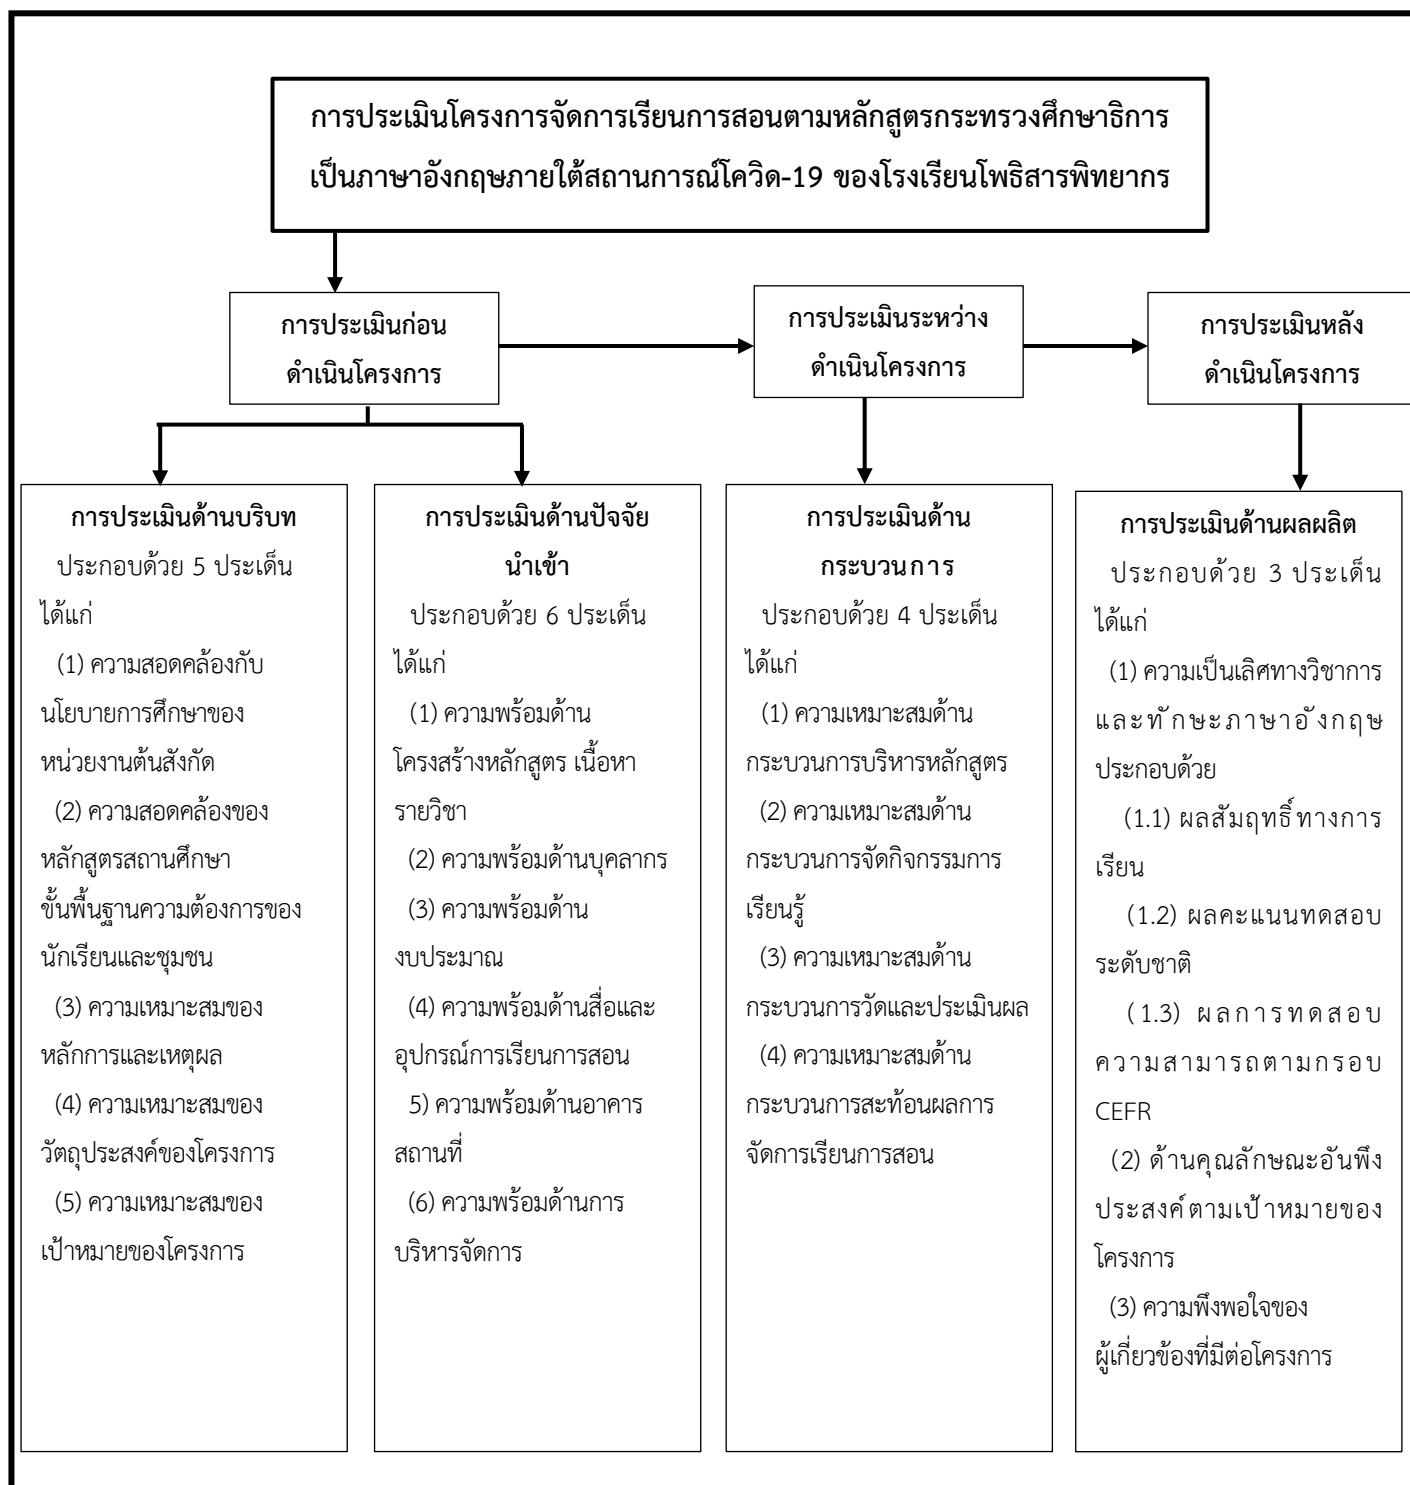 การประเมินโครงการจัดการเรียนการสอนตามหลักสูตรกระทรวงศึกษาธิการ
เป็นภาษาอังกฤษภายใต้สถานการณ์โควิด-19 ของโรงเรียนโพธิสารพิทยากร
การประเมินก่อน
ดำเนินโครงการ
การประเมินระหว่าง
ดำเนินโครงการ
การประเมินหลัง
ดำเนินโครงการ
การประเมินด้านบริบท
ประกอบด้วย 5 ประเด็น
ได้แก่
(1) ความสอดคล้องกับ
นโยบายการศึกษาของ
หน่วยงานต้นสังกัด
(2) ความสอดคล้องของ
หลักสูตรสถานศึกษา
ขั้นพื้นฐานความต้องการของ
นักเรียนและชุมชน
(3) ความเหมาะสมของ
หลักการและเหตุผล
(4) ความเหมาะสมของ
วัตถุประสงค์ของโครงการ
(5) ความเหมาะสมของ
เป้าหมายของโครงการ
การประเมินด้านปัจจัย
นำเข้า
ประกอบด้วย 6 ประเด็น
ได้แก่
(1) ความพร้อมด้าน
โครงสร้างหลักสูตร เนื้อหา
รายวิชา
(2) ความพร้อมด้านบุคลากร
(3) ความพร้อมด้าน
งบประมาณ
(4) ความพร้อมด้านสื่อและ
อุปกรณ์การเรียนการสอน
5) ความพร้อมด้านอาคาร
สถานที่
(6) ความพร้อมด้านการ
บริหารจัดการ
การประเมินด้าน
กระบวนการ
ประกอบด้วย 4 ประเด็น
ได้แก่
(1) ความเหมาะสมด้าน
กระบวนการบริหารหลักสูตร
(2) ความเหมาะสมด้าน
กระบวนการจัดกิจกรรมการ
เรียนรู้
(3) ความเหมาะสมด้าน
กระบวนการวัดและประเมินผล
(4) ความเหมาะสมด้าน
กระบวนการสะท้อนผลการ
จัดการเรียนการสอน
การประเมินด้านผลผลิต
ประกอบด้วย 3 ประเด็น
ได้แก่
(1) ความเป็นเลิศทางวิชาการ
และทักษะภาษาอังกฤษ
ประกอบด้วย
(1.1) ผลสัมฤทธิ์ทางการ
เรียน
(1.2) ผลคะแนนทดสอบ
ระดับชาติ
(1.3) ผลการทดสอบ
ความสามารถตามกรอบ
CEFR
(2) ด้านคุณลักษณะอันพึง
ประสงค์ตามเป้าหมายของ
โครงการ
(3) ความพึงพอใจของ
ผู้เกี่ยวข้องที่มีต่อโครงการ